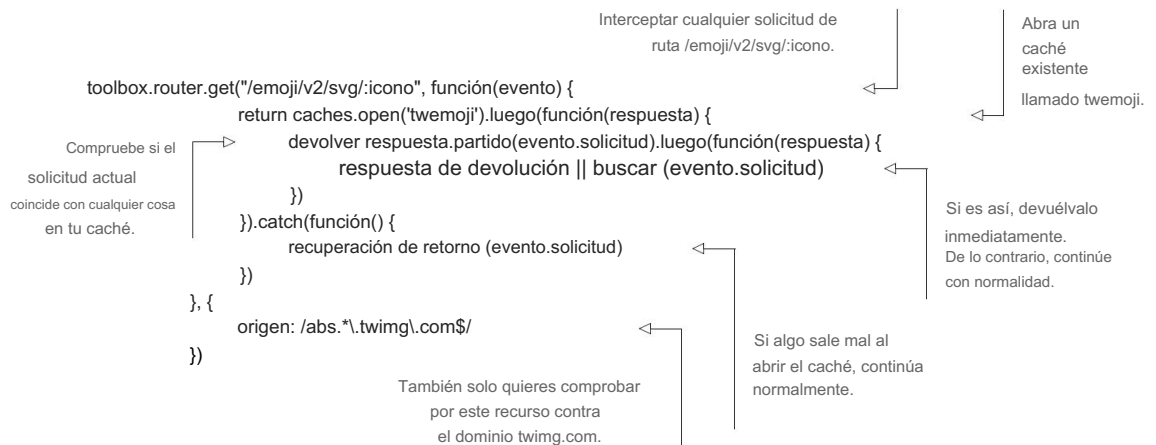 Interceptar cualquier solicitud de
ruta /emoji/v2/svg/:icono.
Abra un
caché
existente
llamado twemoji.
toolbox.router.get("/emoji/v2/svg/:icono", función(evento) {
return caches.open('twemoji').luego(función(respuesta) {
Compruebe si el
solicitud actual
coincide con cualquier cosa
en tu caché.
devolver respuesta.partido(evento.solicitud).luego(función(respuesta) {
respuesta de devolución || buscar (evento.solicitud)
})
}).catch(función() {
Si es así, devuélvalo
inmediatamente.
De lo contrario, continúe
con normalidad.
recuperación de retorno (evento.solicitud)
})
}, {
origen: /abs.*\.twimg\.com$/
})
Si algo sale mal al
abrir el caché, continúa
normalmente.
También solo quieres comprobar
por este recurso contra
el dominio twimg.com.